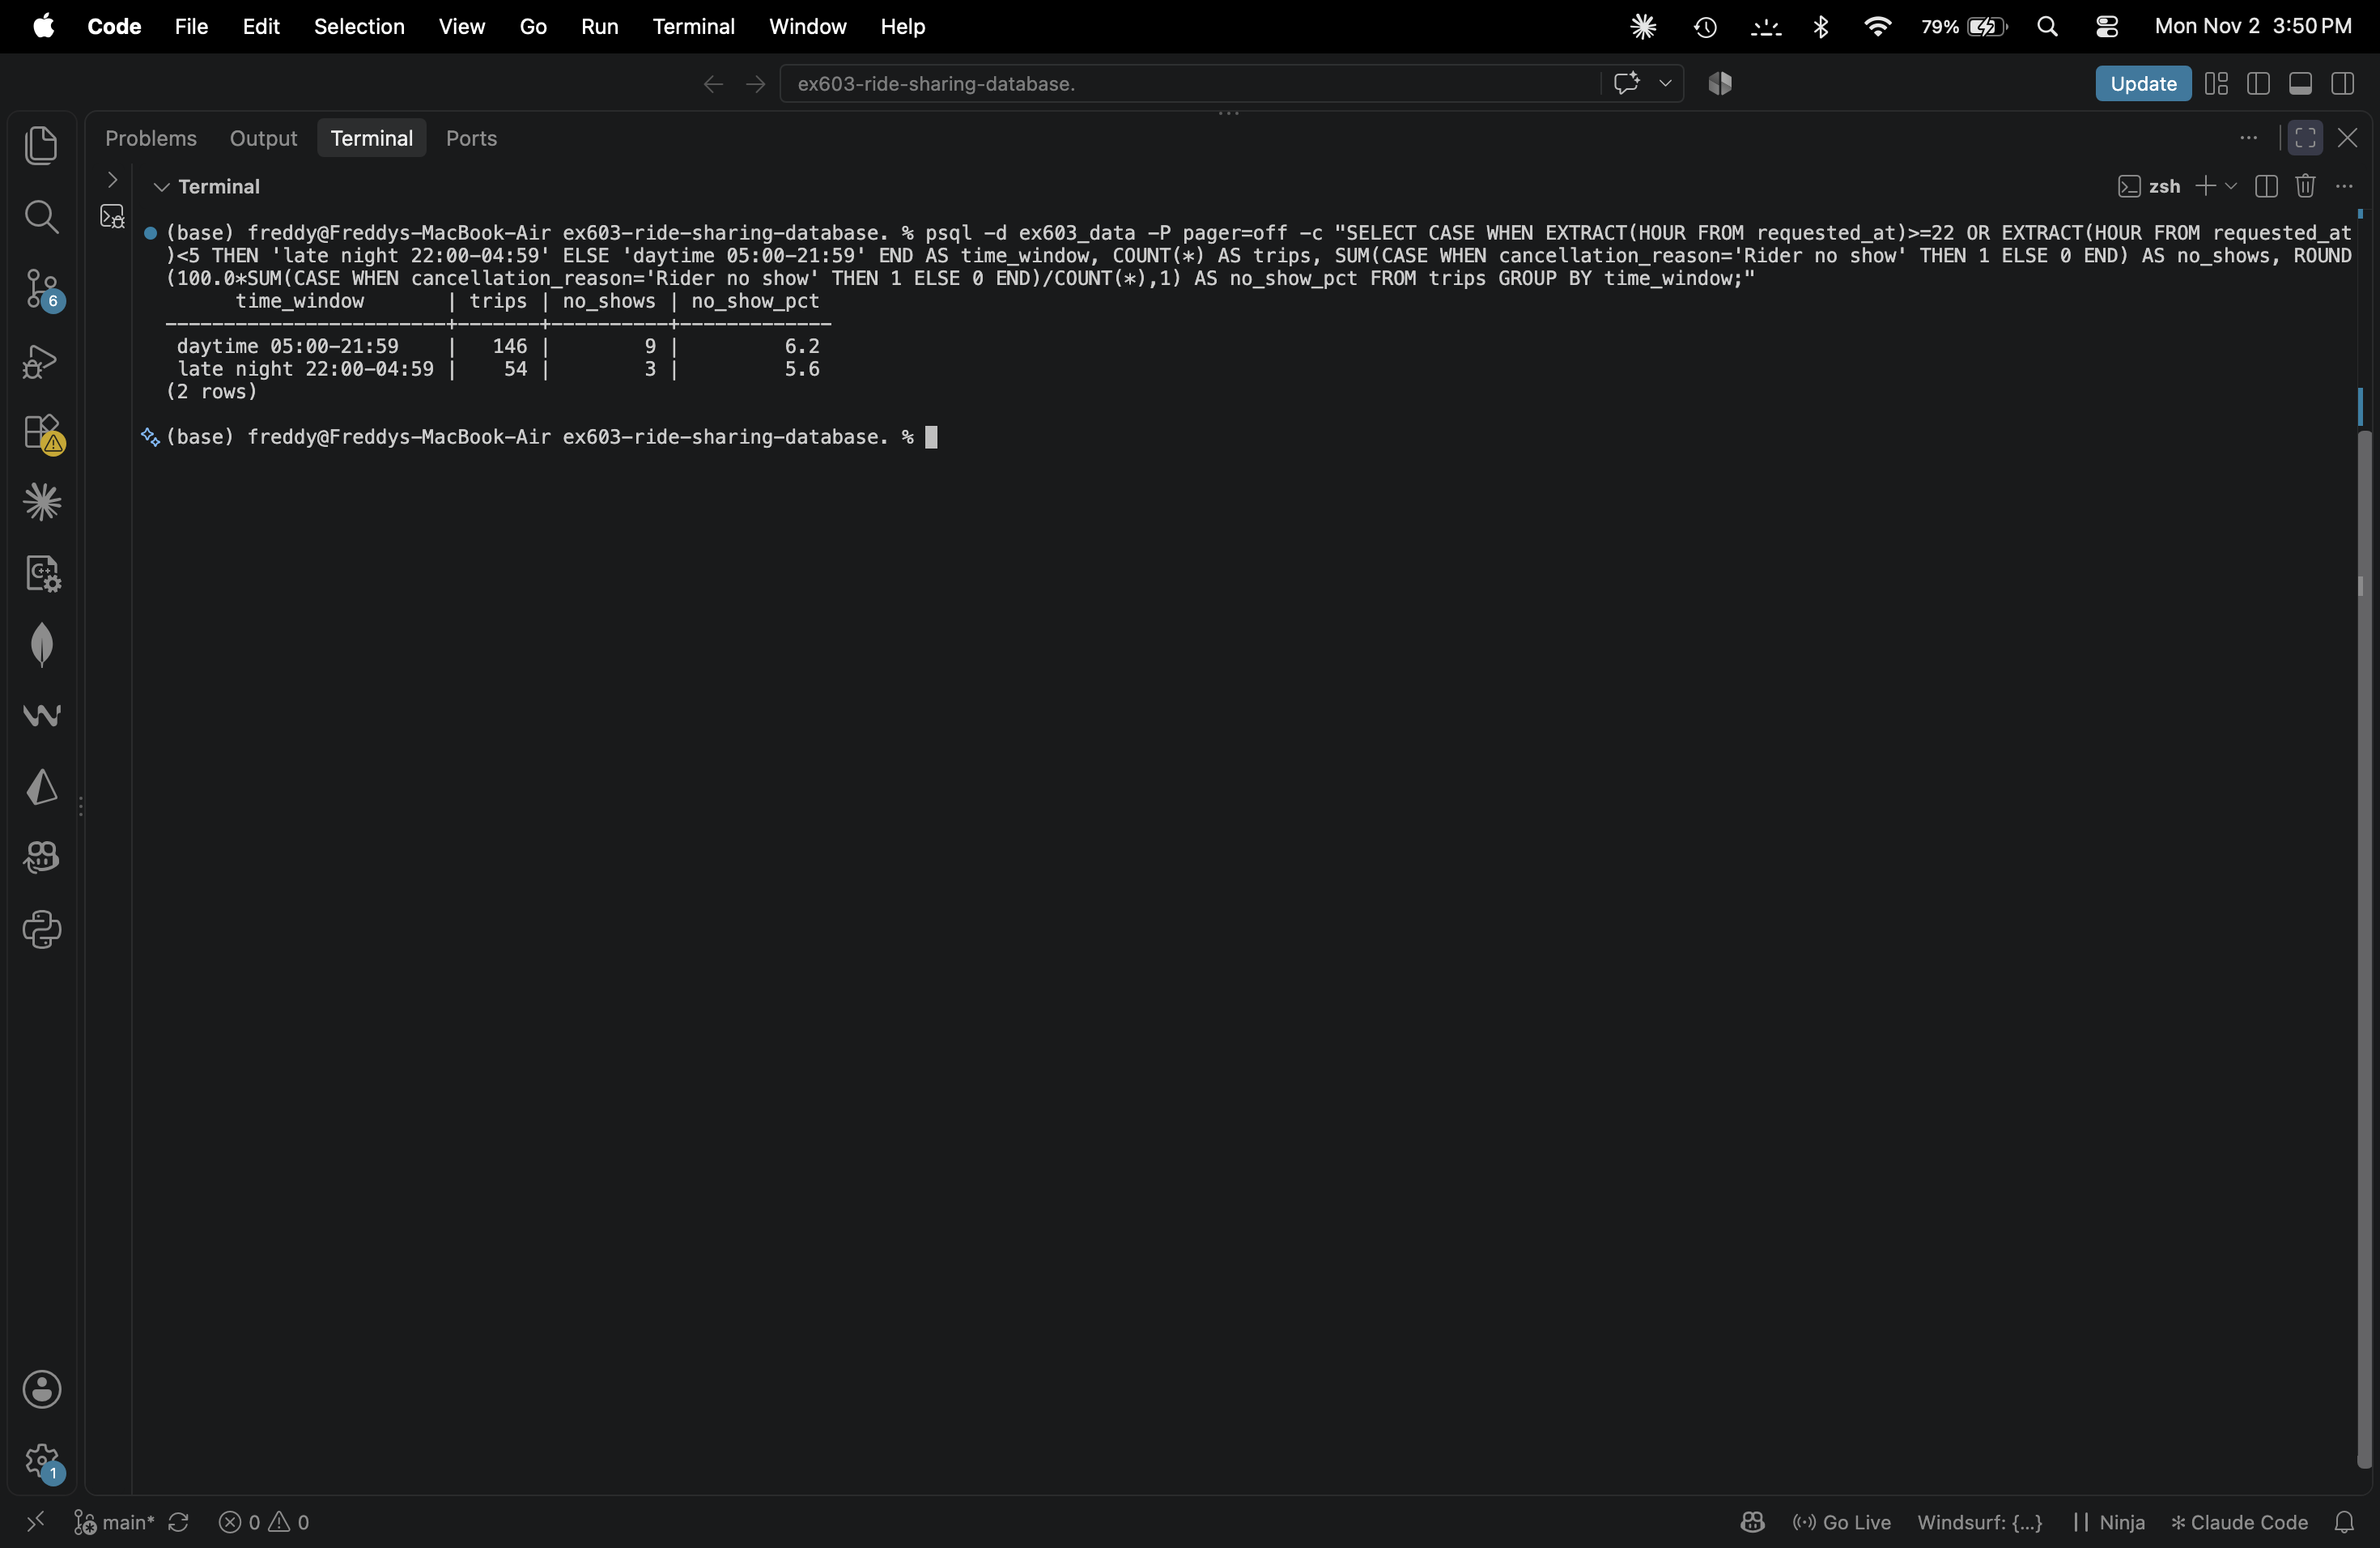 Code File Edit Selection View Go Run Terminal Window Help 79% Mon Nov 2 3:50 PM
ex603-ride-sharing-database. Update
Problems Output Terminal Ports
Terminal zsh
(base) freddy@Freddys-MacBook-Air ex603-ride-sharing-database. % psql -d ex603_data -P pager=off -c "SELECT CASE WHEN EXTRACT(HOUR FROM requested_at)>=22 OR EXTRACT(HOUR FROM requested_at
)<5 THEN 'late night 22:00-04:59' ELSE 'daytime 05:00-21:59' END AS time_window, COUNT(*) AS trips, SUM(CASE WHEN cancellation_reason='Rider no show' THEN 1 ELSE 0 END) AS no_shows, ROUND
(100.0*SUM(CASE WHEN cancellation_reason='Rider no show' THEN 1 ELSE 0 END)/COUNT(*),1) AS no_show_pct FROM trips GROUP BY time_window;"
time_window | trips | no_shows | no_show_pct
------------------------+-------+----------+-------------
daytime 05:00-21:59 | 146 | 9 | 6.2
late night 22:00-04:59 | 54 | 3 | 5.6
(2 rows)
(base) freddy@Freddys-MacBook-Air ex603-ride-sharing-database. %
6
C++
1
main* 0 0 Go Live Windsurf: {...} Ninja Claude Code